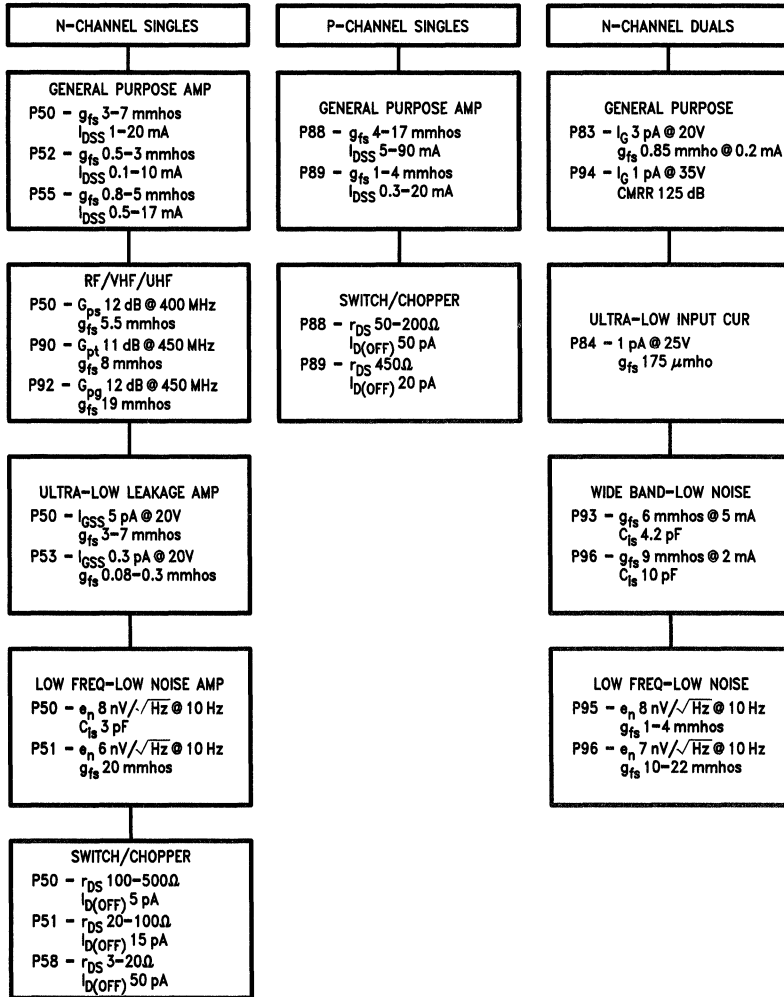 N-CHANNEL SINGLES
GENERAL PURPOSE AMP
P50 - gfs 3-7 mmhos
IDSS 1-20 mA
P52 - gfs 0.5-3 mmhos
IDSS 0.1-10 mA
P55 - gfs 0.8-5 mmhos
IDSS 0.5-17 mA
RF/VHF/UHF
P50 - Gps 12 dB @ 400 MHz
gfs 5.5 mmhos
P90 - Gpt 11 dB @ 450 MHz
gfs 8 mmhos
P92 - Gpg 12 dB @ 450 MHz
gfs 19 mmhos
ULTRA-LOW LEAKAGE AMP
P50 - IGSS 5 pA @ 20V
gfs 3-7 mmhos
P53 - IGSS 0.3 pA @ 20V
gfs 0.08-0.3 mmhos
LOW FREQ-LOW NOISE AMP
P50 - en 8 nV/√Hz @ 10 Hz
Cis 3 pF
P51 - en 6 nV/√Hz @ 10 Hz
gfs 20 mmhos
SWITCH/CHOPPER
P50 - rDS 100-500Ω
ID(OFF) 5 pA
P51 - rDS 20-100Ω
ID(OFF) 15 pA
P58 - rDS 3-20Ω
ID(OFF) 50 pA
P-CHANNEL SINGLES
GENERAL PURPOSE AMP
P88 - gfs 4-17 mmhos
IDSS 5-90 mA
P89 - gfs 1-4 mmhos
IDSS 0.3-20 mA
SWITCH/CHOPPER
P88 - rDS 50-200Ω
ID(OFF) 50 pA
P89 - rDS 450Ω
ID(OFF) 20 pA
N-CHANNEL DUALS
GENERAL PURPOSE
P83 - IG 3 pA @ 20V
gfs 0.85 mmho @ 0.2 mA
P94 - IG 1 pA @ 35V
CMRR 125 dB
ULTRA-LOW INPUT CUR
P84 - 1 pA @ 25V
gfs 175 μmho
WIDE BAND-LOW NOISE
P93 - gfs 6 mmhos @ 5 mA
Cis 4.2 pF
P96 - gfs 9 mmhos @ 2 mA
Cis 10 pF
LOW FREQ-LOW NOISE
P95 - en 8 nV/√Hz @ 10 Hz
gfs 1-4 mmhos
P96 - en 7 nV/√Hz @ 10 Hz
gfs 10-22 mmhos